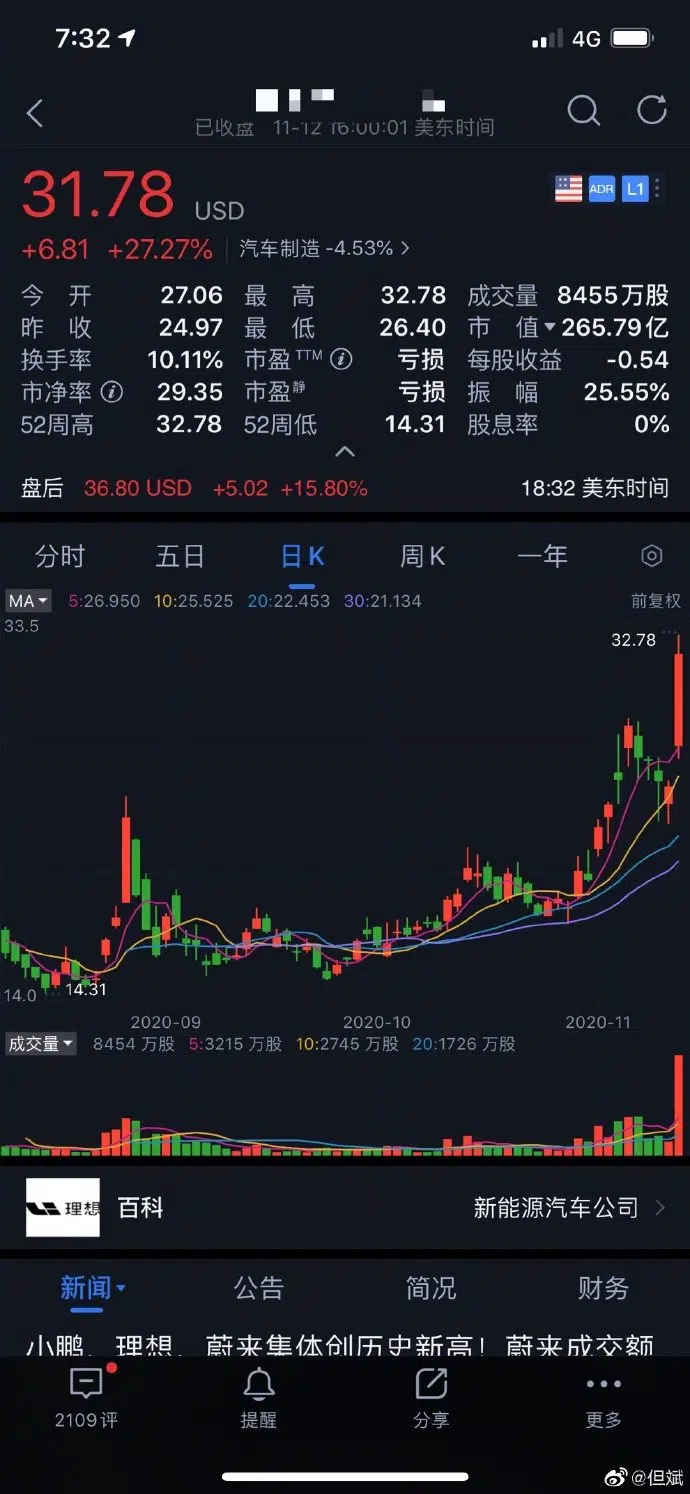 7:32 4G
已收盘 11-12 16:00:01 美东时间
31.78 USD ADR L1
+6.81 +27.27% 汽车制造 -4.53%
今开 27.06 最高 32.78 成交量 8455万股
昨收 24.97 最低 26.40 市值 265.79亿
换手率 10.11% 市盈TTM 亏损 每股收益 -0.54
市净率 29.35 市盈静 亏损 振幅 25.55%
52周高 32.78 52周低 14.31 股息率 0%
盘后 36.80 USD +5.02 +15.80% 18:32 美东时间
分时 五日 日K 周K 一年
MA 5:26.950 10:25.525 20:22.453 30:21.134 前复权
33.5
32.78
14.0 14.31
2020-09 2020-10 2020-11
成交量 8454 万股 5:3215 万股 10:2745 万股 20:1726 万股
理想 百科 新能源汽车公司
新闻 公告 简况 财务
小鹏、理想、蔚来集体创历史新高！蔚来成交额
2109评 提醒 分享 更多
@但斌